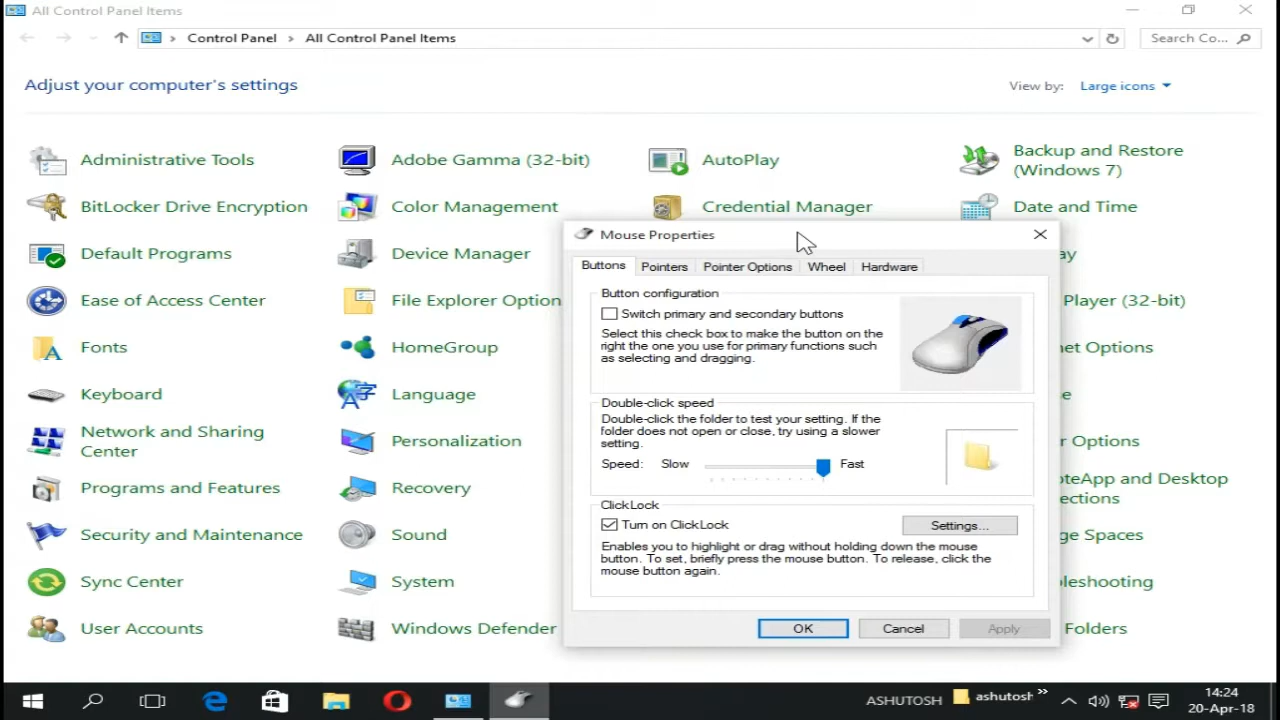 All Control Panel Items
Control Panel > All Control Panel Items
Search Co...
Adjust your computer's settings
View by: Large icons
Administrative Tools
Adobe Gamma (32-bit)
AutoPlay
Backup and Restore
(Windows 7)
BitLocker Drive Encryption
Color Management
Credential Manager
Date and Time
Default Programs
Device Manager
ay
Ease of Access Center
File Explorer Option
Player (32-bit)
Fonts
HomeGroup
net Options
Keyboard
Language
e
Network and Sharing
Center
Personalization
r Options
Programs and Features
Recovery
oteApp and Desktop
ections
Security and Maintenance
Sound
ge Spaces
Sync Center
System
leshooting
User Accounts
Windows Defender
Folders
Mouse Properties
Buttons
Pointers
Pointer Options
Wheel
Hardware
Button configuration
Switch primary and secondary buttons
Select this check box to make the button on the
right the one you use for primary functions such
as selecting and dragging.
Double-click speed
Double-click the folder to test your setting. If the
folder does not open or close, try using a slower
setting.
Speed: Slow Fast
ClickLock
Turn on ClickLock
Settings...
Enables you to highlight or drag without holding down the mouse
button. To set, briefly press the mouse button. To release, click the
mouse button again.
OK
Cancel
Apply
ASHUTOSH
ashutosh
14:24
20-Apr-18